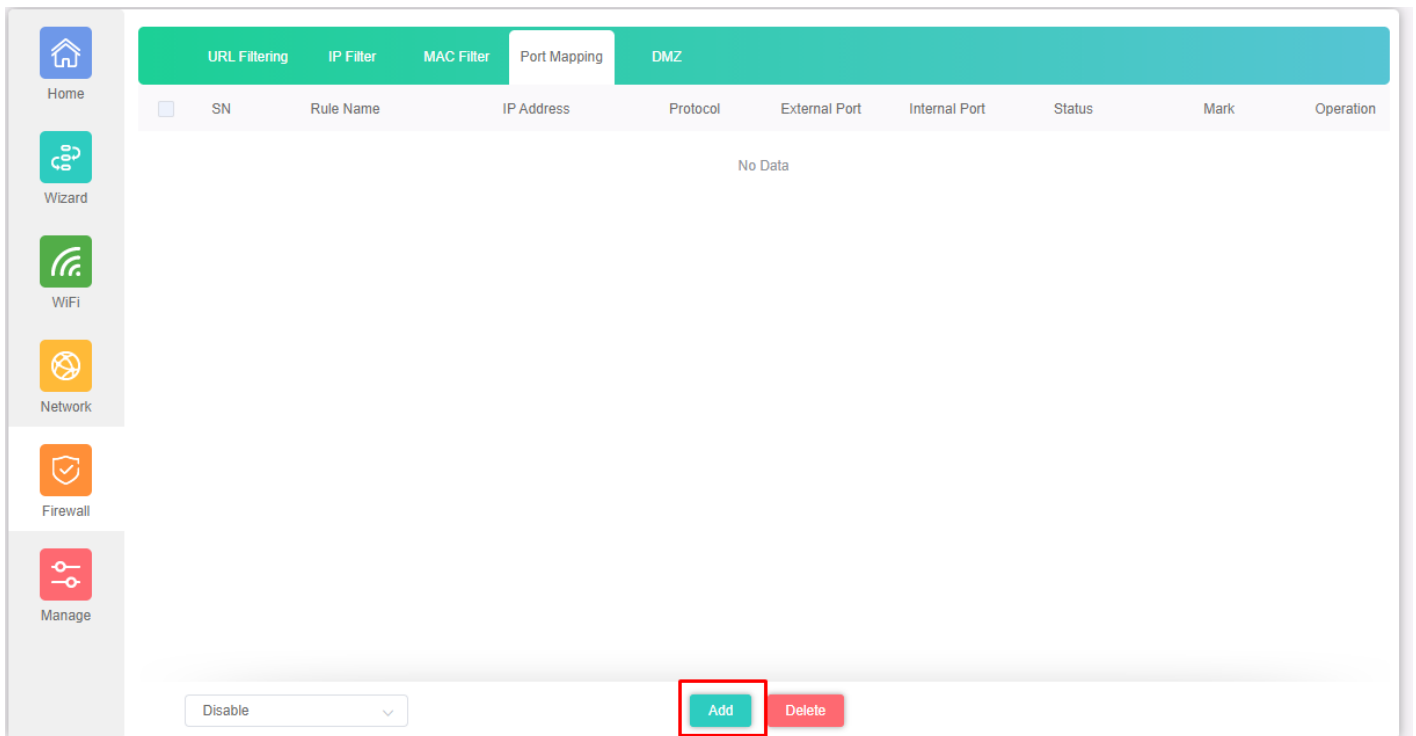 Home
Wizard
WiFi
Network
Firewall
Manage
URL Filtering IP Filter MAC Filter Port Mapping DMZ
SN Rule Name IP Address Protocol External Port Internal Port Status Mark Operation
No Data
Disable Add Delete